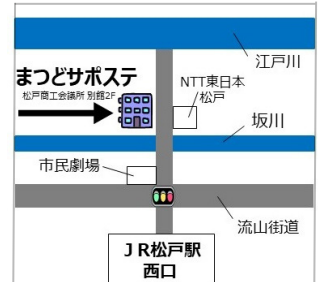 江戸川
まつどサポステ
松戸商工会議所 別館2F
NTT東日本
松戸
坂川
市民劇場
流山街道
JR松戸駅
西口